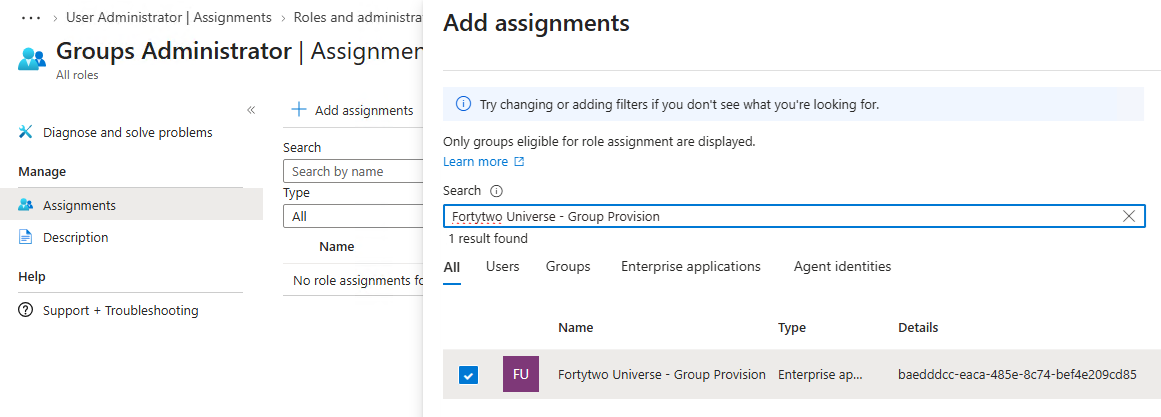 ··· > User Administrator | Assignments > Roles and administra
Groups Administrator | Assignmen
All roles
«
Diagnose and solve problems
Manage
Assignments
Description
Help
Support + Troubleshooting
+ Add assignments
Search
Search by name
Type
All
Name
No role assignments fo
Add assignments
Try changing or adding filters if you don't see what you're looking for.
Only groups eligible for role assignment are displayed.
Learn more
Search
Fortytwo Universe - Group Provision
1 result found
All Users Groups Enterprise applications Agent identities
Name Type Details
FU Fortytwo Universe - Group Provision Enterprise ap... baedddcc-eaca-485e-8c74-bef4e209cd85